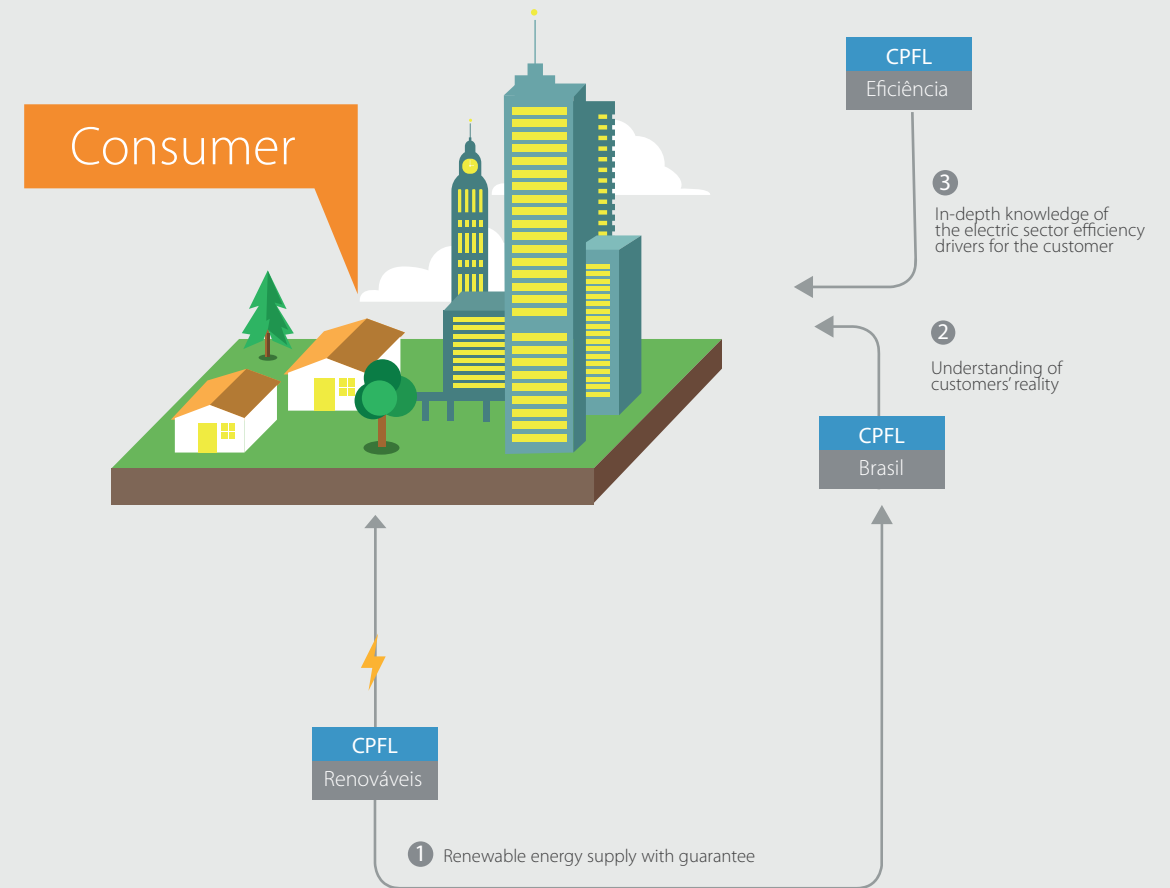 Consumer
CPFL
Eficiência
3
In-depth knowledge of
the electric sector efficiency
drivers for the customer
2
Understanding of
customers' reality
CPFL
Brasil
CPFL
Renováveis
1 Renewable energy supply with guarantee